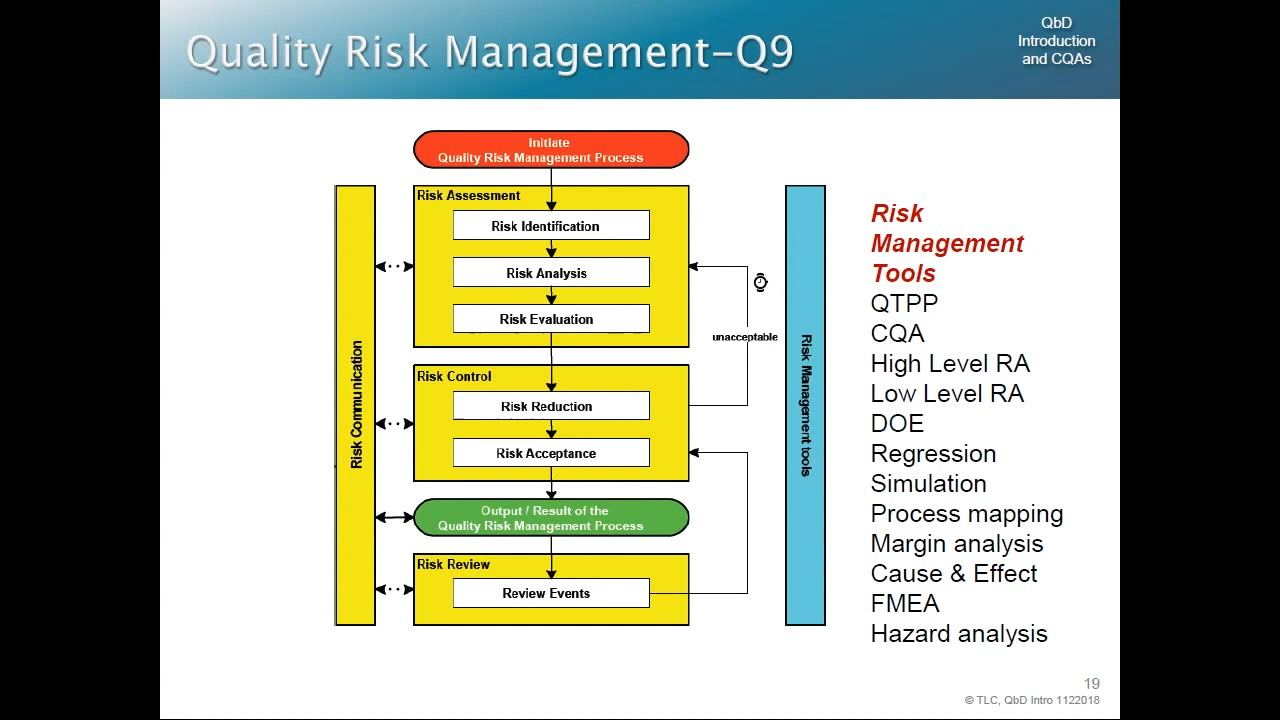 Quality Risk Management–Q9
QbD
Introduction
and CQAs
Initiate
Quality Risk Management Process
Risk Assessment
Risk Identification
Risk Analysis
Risk Evaluation
unacceptable
Risk Control
Risk Reduction
Risk Acceptance
Output / Result of the
Quality Risk Management Process
Risk Review
Review Events
Risk Communication
Risk Management tools
Risk
Management
Tools
QTPP
CQA
High Level RA
Low Level RA
DOE
Regression
Simulation
Process mapping
Margin analysis
Cause & Effect
FMEA
Hazard analysis
19
© TLC, QbD Intro 1122018